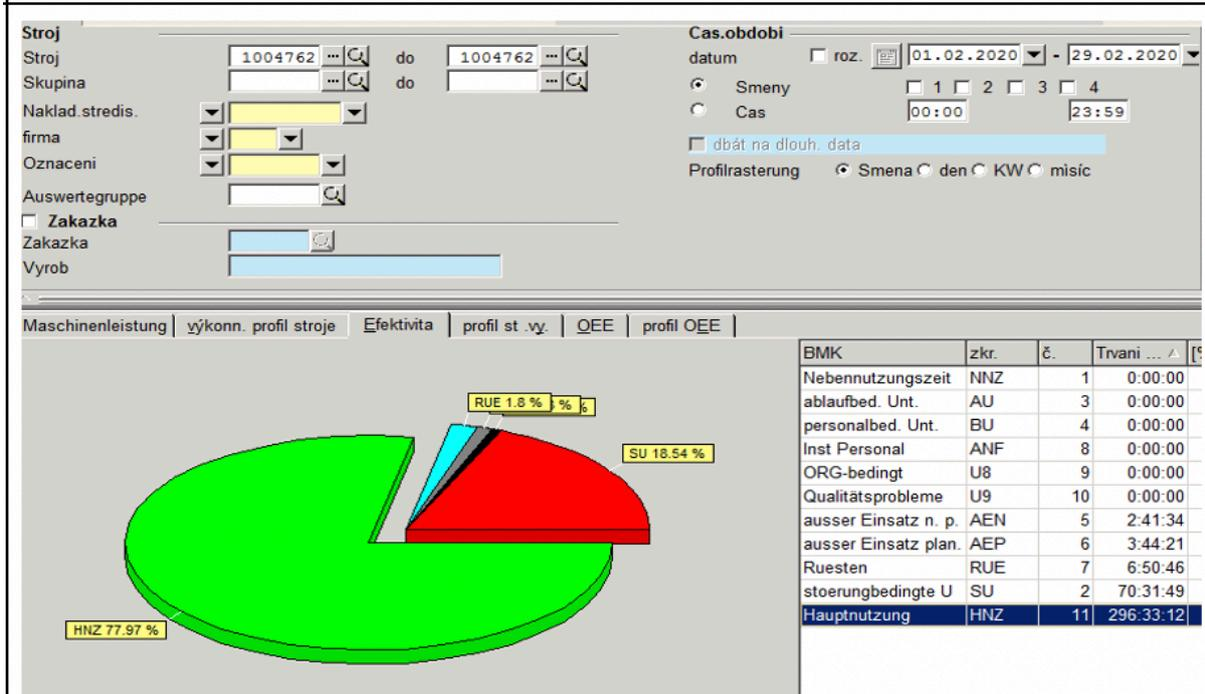 Stroj
Stroj 1004762 ... do 1004762 ...
Skupina ... do ...
Naklad.stredis.
firma
Oznaceni
Auswertegruppe
Zakazka
Zakazka
Vyrob
Cas.obdobi
datum roz. 01.02.2020 - 29.02.2020
Smeny 1 2 3 4
Cas 00:00 23:59
dbát na dlouh. data
Profilrasterung Smena den KW mìsíc
Maschinenleistung výkonn. profil stroje Efektivita profil st .vy. OEE profil OEE
RUE 1.8 % % %
SU 18.54 %
HNZ 77.97 %
BMK zkr. č. Trvani ...
Nebennutzungszeit NNZ 1 0:00:00
ablaufbed. Unt. AU 3 0:00:00
personalbed. Unt. BU 4 0:00:00
Inst Personal ANF 8 0:00:00
ORG-bedingt U8 9 0:00:00
Qualitätsprobleme U9 10 0:00:00
ausser Einsatz n. p. AEN 5 2:41:34
ausser Einsatz plan. AEP 6 3:44:21
Ruesten RUE 7 6:50:46
stoerungbedingte U SU 2 70:31:49
Hauptnutzung HNZ 11 296:33:12